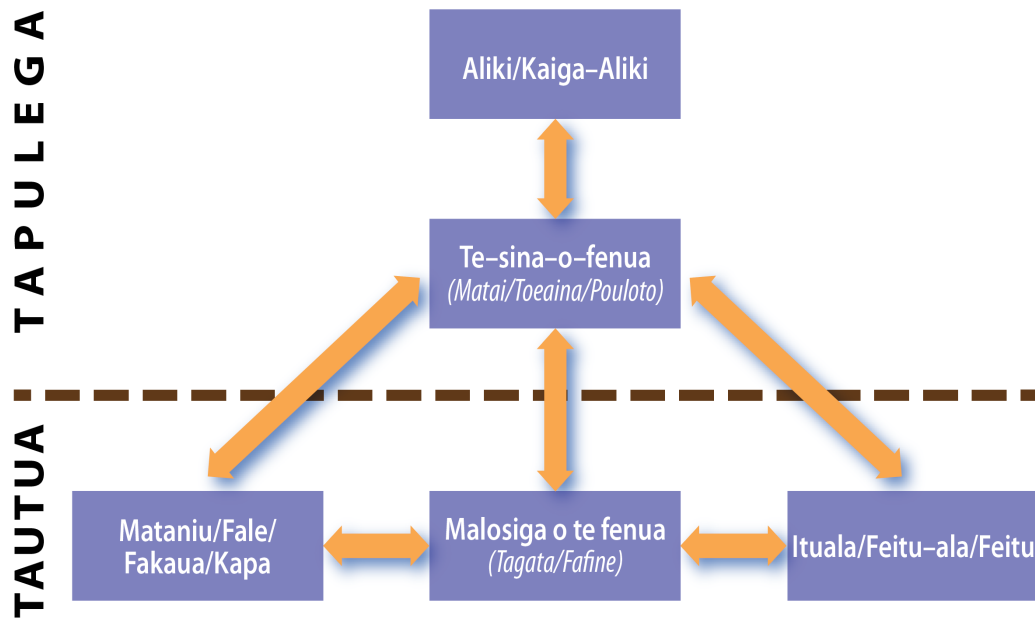 TAPULEGA
Aliki/Kaiga–Aliki
Te–sina–o–fenua
(Matai/Toeaina/Pouloto)
TAUTUA
Mataniu/Fale/
Fakaua/Kapa
Malosiga o te fenua
(Tagata/Fafine)
Ituala/Feitu–ala/Feitu